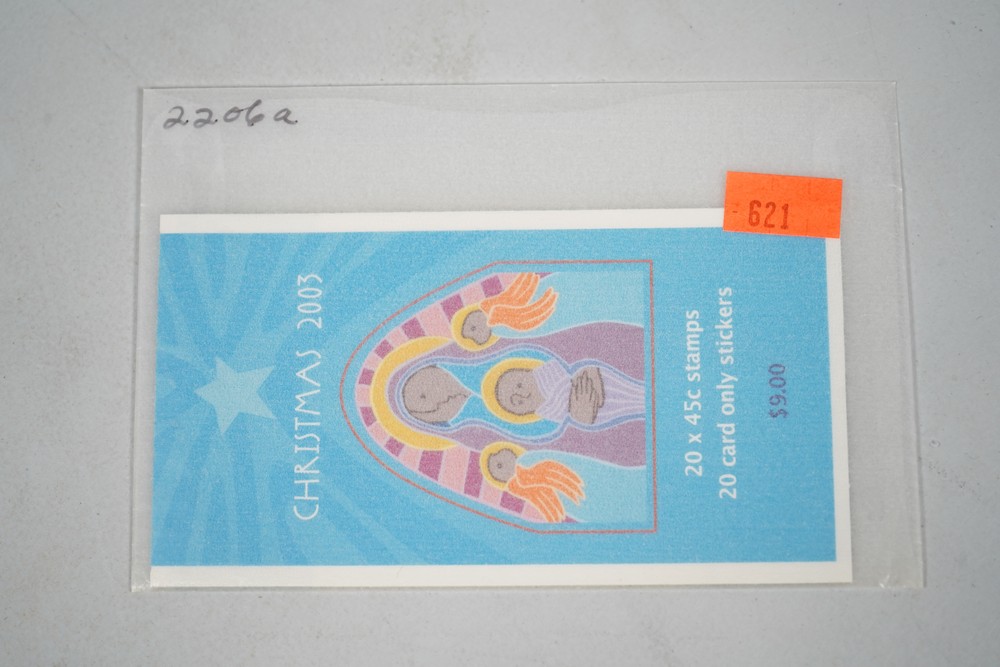 2206a
621
CHRISTMAS 2003
20 x 45c stamps
20 card only stickers
$9.00